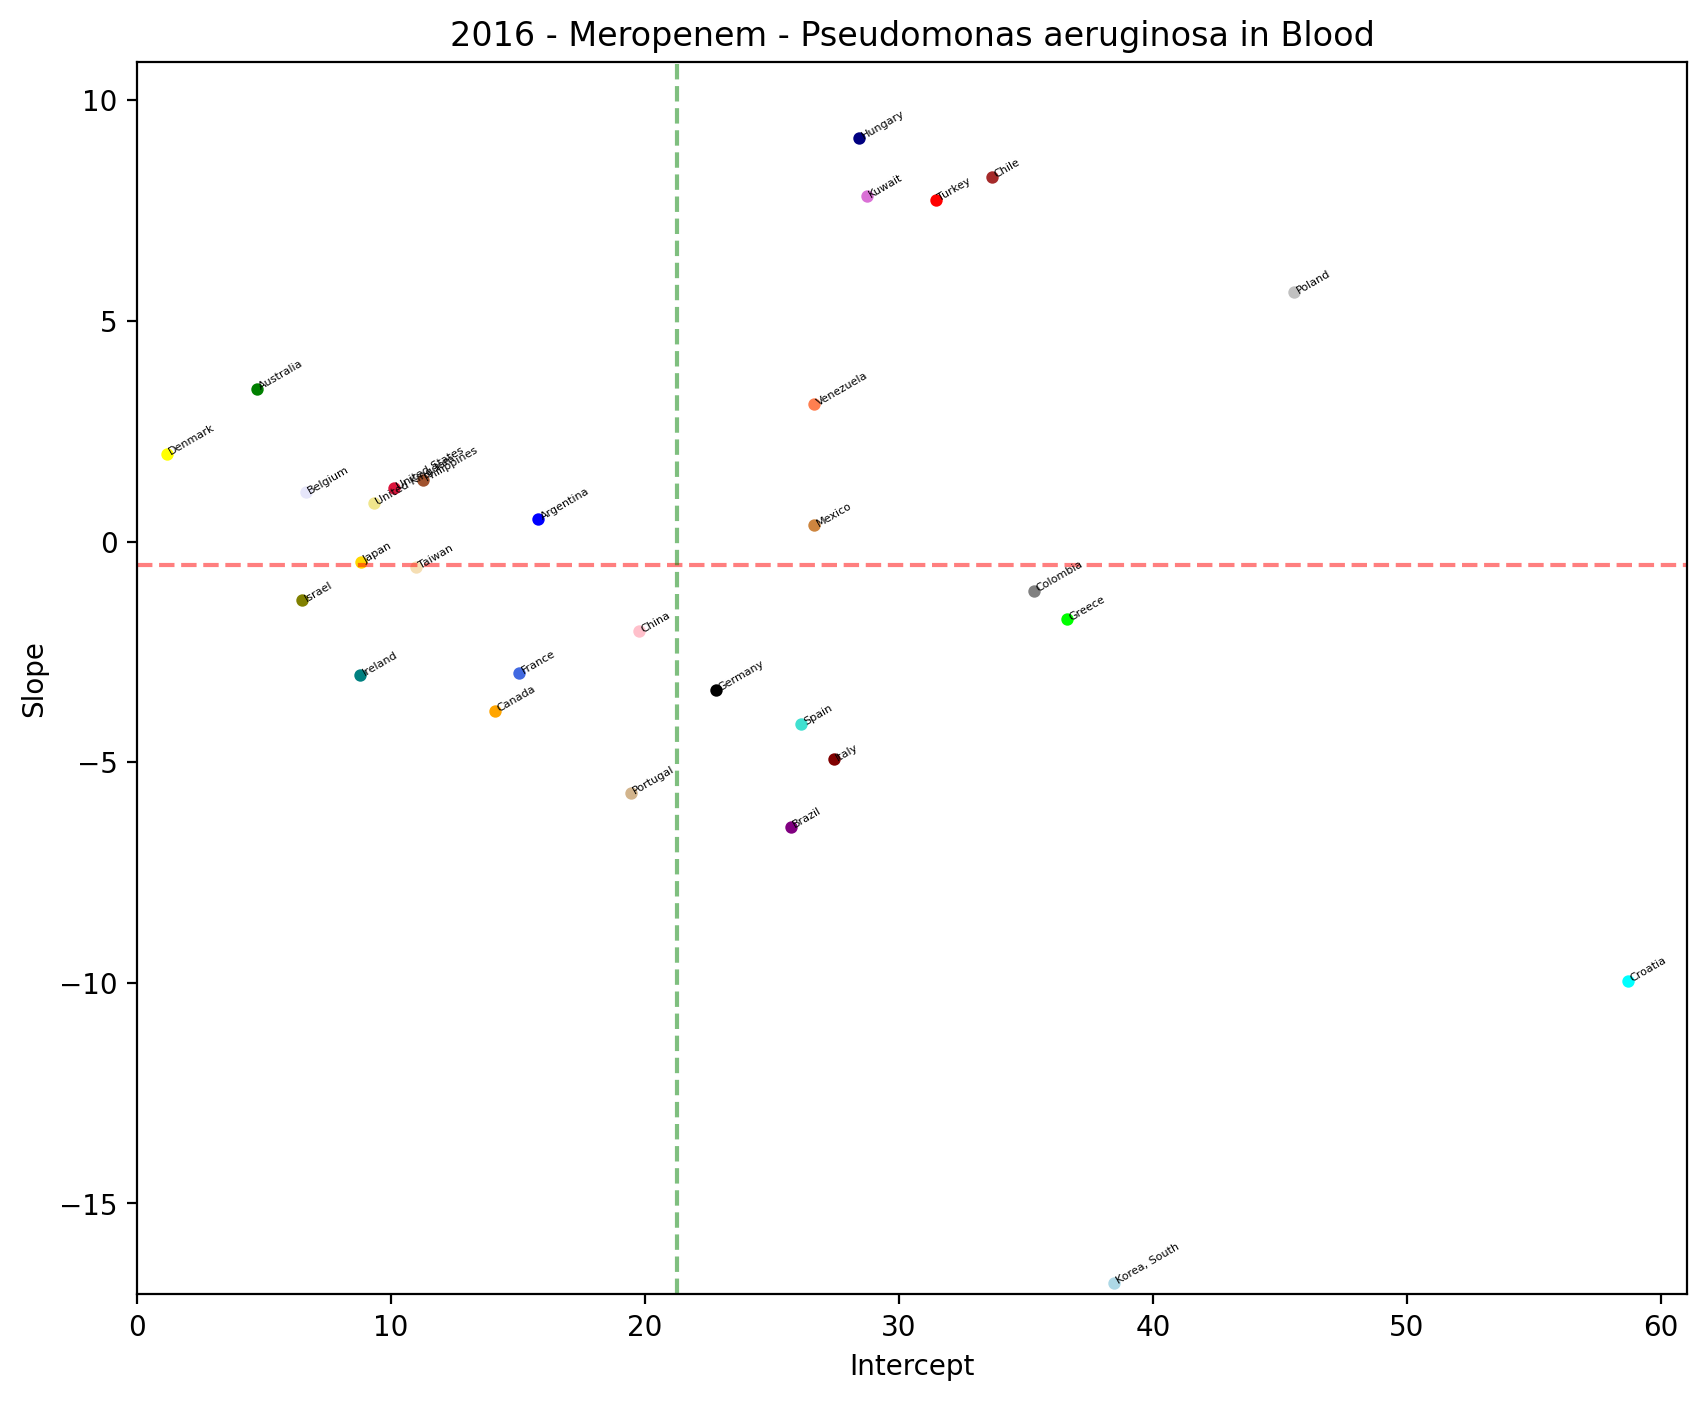 2016 - Meropenem - Pseudomonas aeruginosa in Blood
10
Hungary
Kuwait
Turkey
Chile
Poland
5
Australia
Venezuela
Denmark
Belgium
United States
Philippines
United Kingdom
Argentina
Mexico
0
Japan
Taiwan
Colombia
Israel
Greece
China
Ireland
France
Germany
Canada
Spain
Italy
−5
Portugal
Brazil
Slope
−10
Croatia
−15
Korea, South
0
10
20
30
40
50
60
Intercept